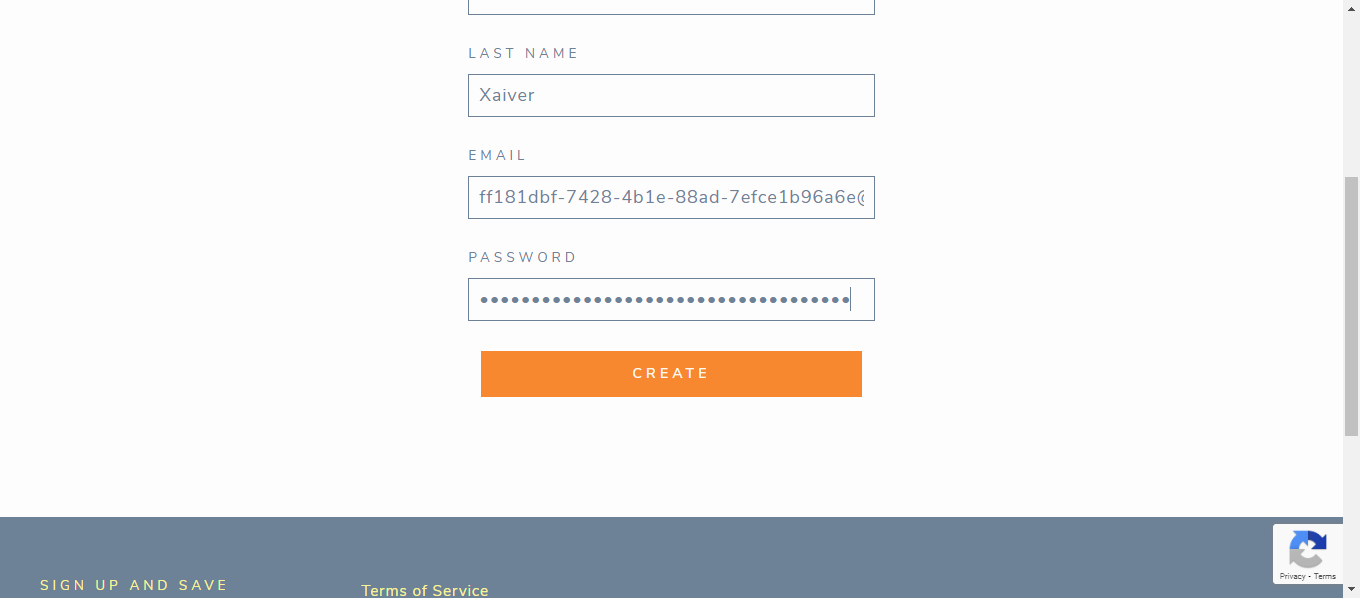 LAST NAME
Xaiver
EMAIL
ff181dbf-7428-4b1e-88ad-7efce1b96a6e@
PASSWORD
••••••••••••••••••••••••••••••••••••
CREATE
SIGN UP AND SAVE
Terms of Service
Privacy - Terms